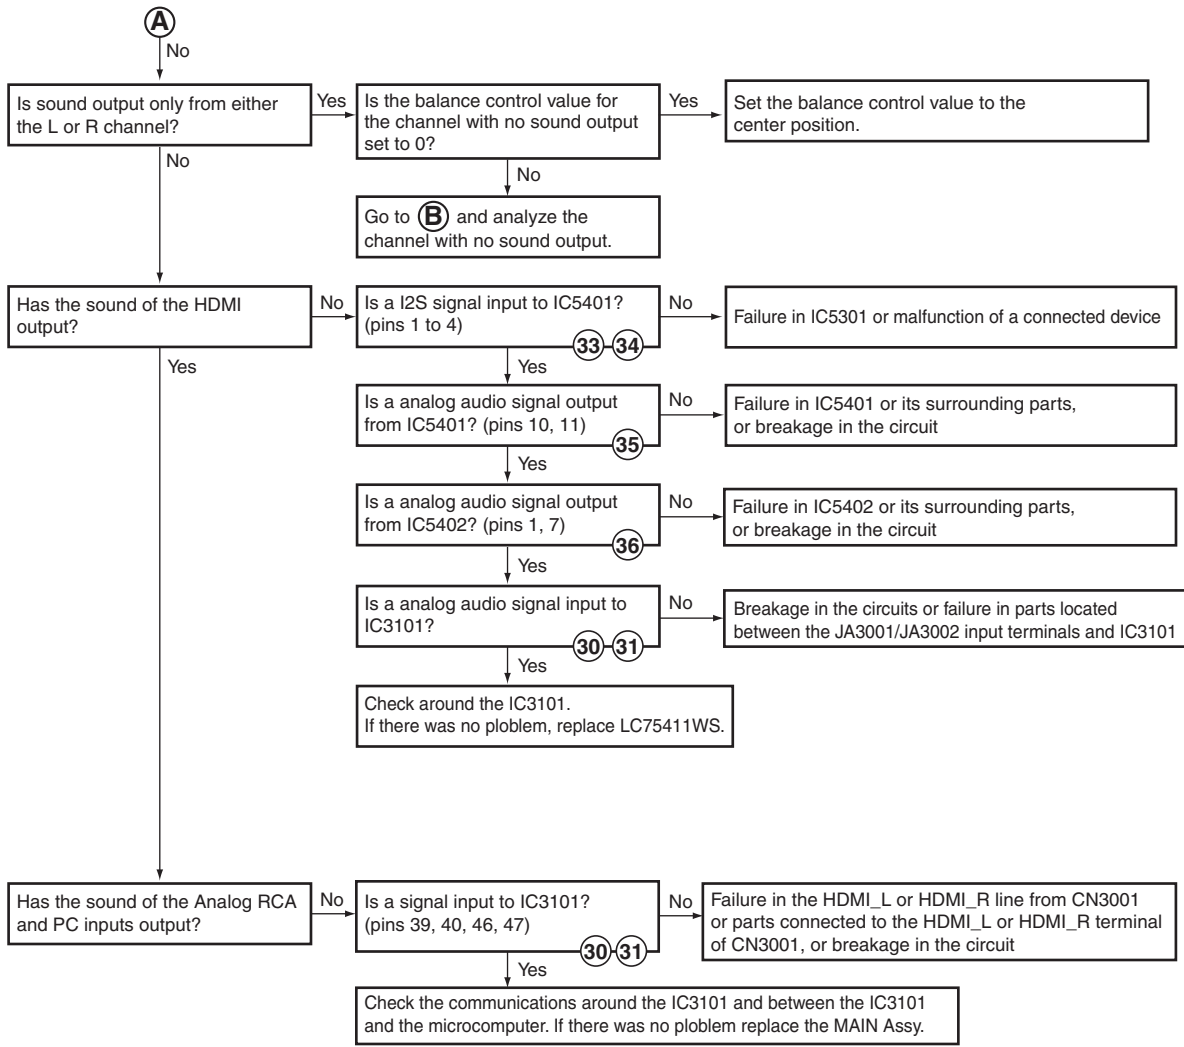 A
No
Is sound output only from either
the L or R channel?
Yes
Is the balance control value for
the channel with no sound output
set to 0?
Yes
Set the balance control value to the
center position.
No
No
Go to B and analyze the
channel with no sound output.
Has the sound of the HDMI
output?
No
Is a I2S signal input to IC5401?
(pins 1 to 4)
33 34
No
Failure in IC5301 or malfunction of a connected device
Yes
Yes
Is a analog audio signal output
from IC5401? (pins 10, 11)
35
No
Failure in IC5401 or its surrounding parts,
or breakage in the circuit
Yes
Is a analog audio signal output
from IC5402? (pins 1, 7)
36
No
Failure in IC5402 or its surrounding parts,
or breakage in the circuit
Yes
Is a analog audio signal input to
IC3101?
30 31
No
Breakage in the circuits or failure in parts located
between the JA3001/JA3002 input terminals and IC3101
Yes
Check around the IC3101.
If there was no ploblem, replace LC75411WS.
Has the sound of the Analog RCA
and PC inputs output?
No
Is a signal input to IC3101?
(pins 39, 40, 46, 47)
30 31
No
Failure in the HDMI_L or HDMI_R line from CN3001
or parts connected to the HDMI_L or HDMI_R terminal
of CN3001, or breakage in the circuit
Yes
Check the communications around the IC3101 and between the IC3101
and the microcomputer. If there was no ploblem replace the MAIN Assy.